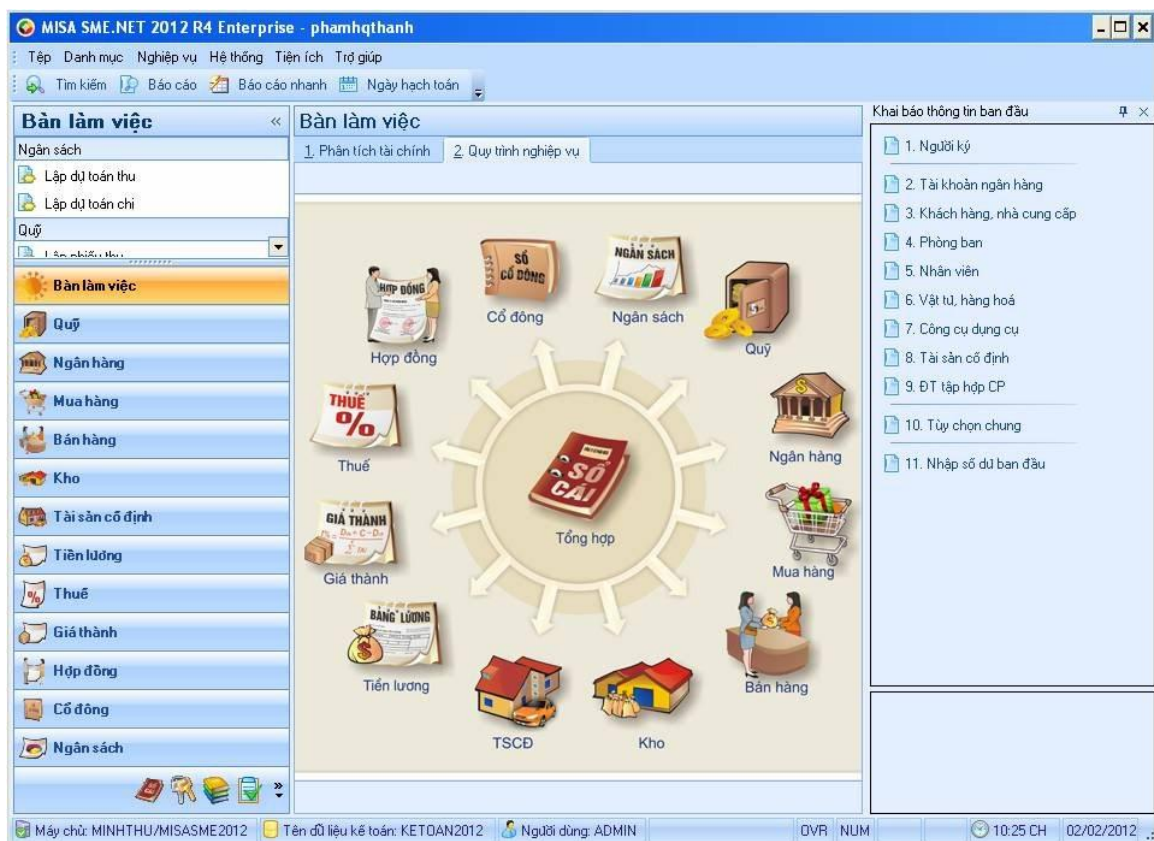 MISA SME.NET 2012 R4 Enterprise - phamhqthanh
Tệp Danh mục Nghiệp vụ Hệ thống Tiện ích Trợ giúp
Tìm kiếm Báo cáo Báo cáo nhanh Ngày hạch toán
Bàn làm việc «
Ngân sách
Lập dự toán thu
Lập dự toán chi
Quỹ
Lập phiếu thu
Bàn làm việc
Quỹ
Ngân hàng
Mua hàng
Bán hàng
Kho
Tài sản cố định
Tiền lương
Thuế
Giá thành
Hợp đồng
Cổ đông
Ngân sách
Bàn làm việc
1. Phân tích tài chính 2. Quy trình nghiệp vụ
HỢP ĐỒNG
Hợp đồng
SỔ
CỔ ĐÔNG
Cổ đông
NGÂN SÁCH
Ngân sách
Quỹ
THUẾ
%
Thuế
Ngân hàng
SỔ
CÁI
Tổng hợp
GIÁ THÀNH
Giá thành
Mua hàng
BẢNG LƯƠNG
Tiền lương
Bán hàng
TSCĐ
Kho
Khai báo thông tin ban đầu
1. Người ký
2. Tài khoản ngân hàng
3. Khách hàng, nhà cung cấp
4. Phòng ban
5. Nhân viên
6. Vật tư, hàng hoá
7. Công cụ dụng cụ
8. Tài sản cố định
9. ĐT tập hợp CP
10. Tùy chọn chung
11. Nhập số dư ban đầu
Máy chủ: MINHTHU/MISASME2012 Tên dữ liệu kế toán: KETOAN2012 Người dùng: ADMIN OVR NUM 10:25 CH 02/02/2012